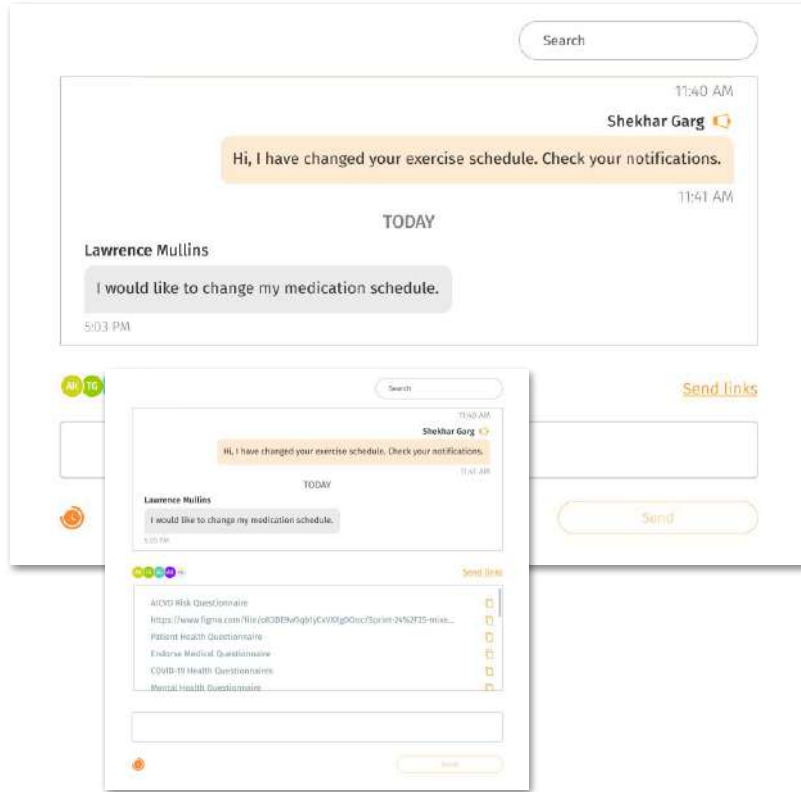 Search
11:40 AM
Shekhar Garg
Hi, I have changed your exercise schedule. Check your notifications.
11:41 AM
TODAY
Lawrence Mullins
I would like to change my medication schedule.
5:03 PM
TG
Send links
Send
Search
11:40 AM
Shekhar Garg
Hi, I have changed your exercise schedule. Check your notifications.
11:41 AM
TODAY
Lawrence Mullins
I would like to change my medication schedule.
5:03 PM
Send links
AICVD Risk Questionnaire
Patient Health Questionnaire
Endorse Medical Questionnaire
COVID-19 Health Questionnaires
Mental Health Questionnaire
Send